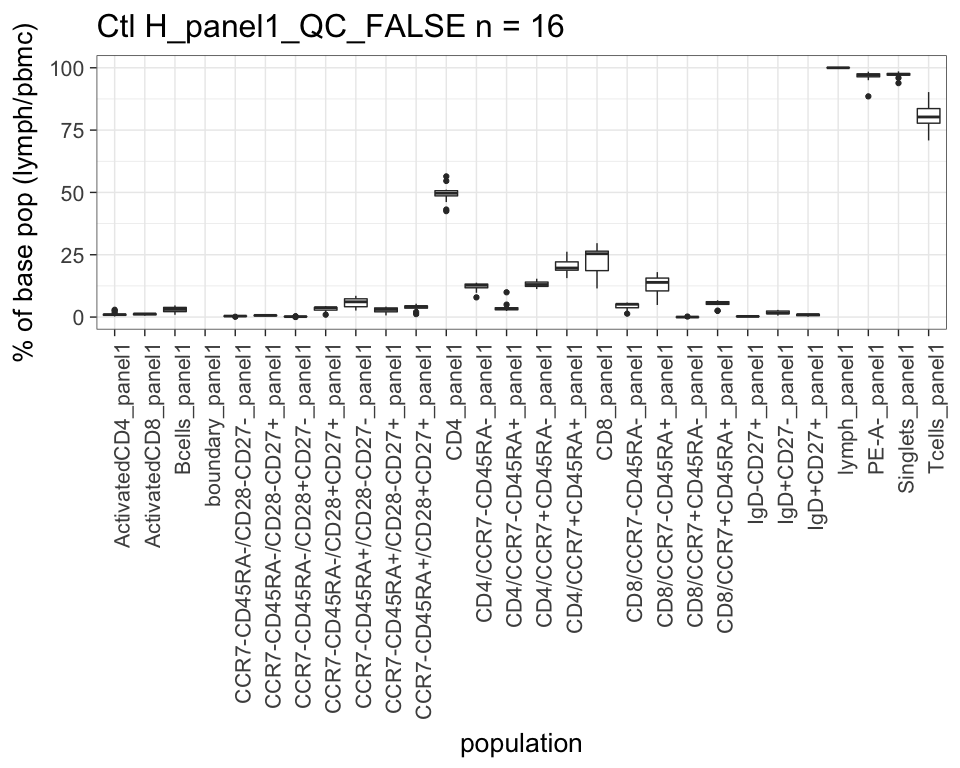 Ctl H_panel1_QC_FALSE n = 16
% of base pop (lymph/pbmc)
100
75
50
25
0
ActivatedCD4_panel1
ActivatedCD8_panel1
Bcells_panel1
boundary_panel1
CCR7-CD45RA-/CD28-CD27-_panel1
CCR7-CD45RA-/CD28-CD27+_panel1
CCR7-CD45RA-/CD28+CD27-_panel1
CCR7-CD45RA-/CD28+CD27+_panel1
CCR7-CD45RA+/CD28-CD27-_panel1
CCR7-CD45RA+/CD28-CD27+_panel1
CCR7-CD45RA+/CD28+CD27+_panel1
CD4_panel1
CD4/CCR7-CD45RA-_panel1
CD4/CCR7-CD45RA+_panel1
CD4/CCR7+CD45RA-_panel1
CD4/CCR7+CD45RA+_panel1
CD8_panel1
CD8/CCR7-CD45RA-_panel1
CD8/CCR7-CD45RA+_panel1
CD8/CCR7+CD45RA-_panel1
CD8/CCR7+CD45RA+_panel1
IgD-CD27+_panel1
IgD+CD27-_panel1
IgD+CD27+_panel1
lymph_panel1
PE-A-_panel1
Singlets_panel1
Tcells_panel1
population